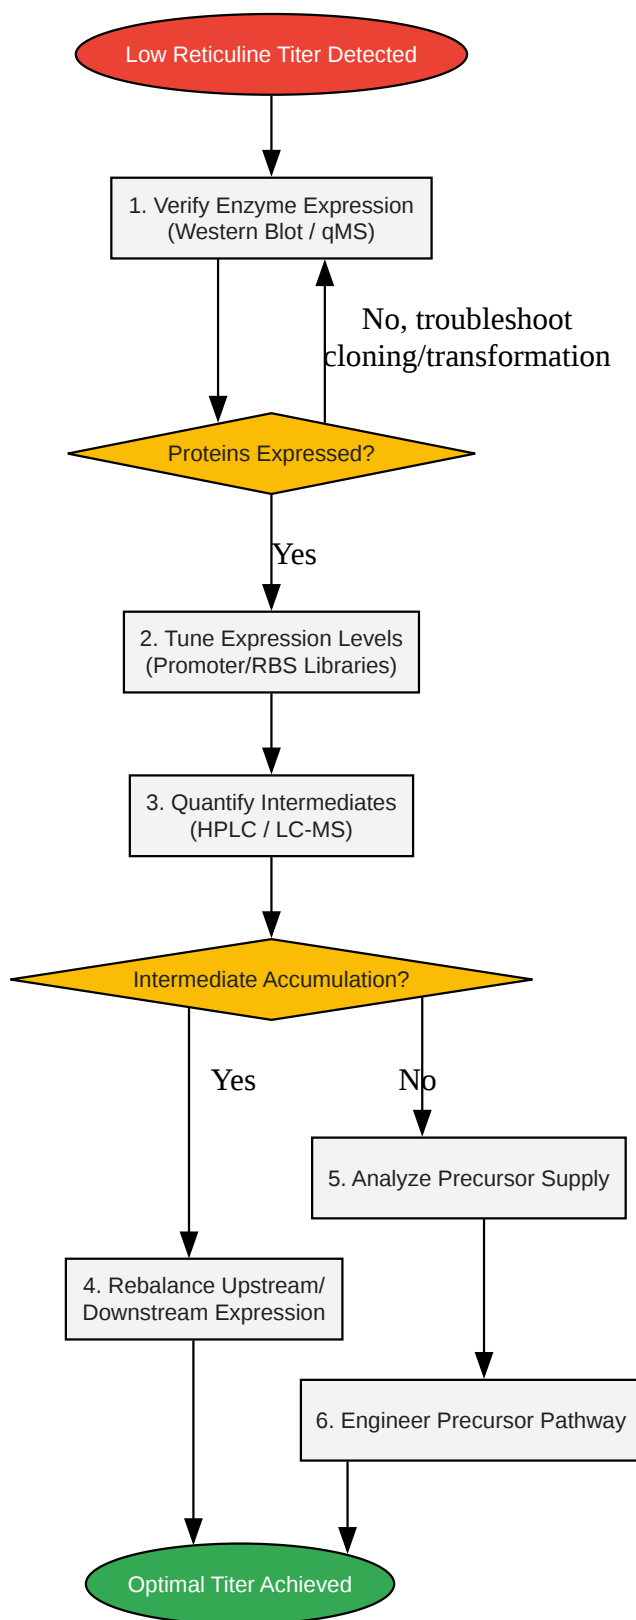 Low Reticuline Titer Detected
1. Verify Enzyme Expression
(Western Blot / qMS)
No, troubleshoot
cloning/transformation
Proteins Expressed?
Yes
2. Tune Expression Levels
(Promoter/RBS Libraries)
3. Quantify Intermediates
(HPLC / LC-MS)
Intermediate Accumulation?
Yes
No
5. Analyze Precursor Supply
4. Rebalance Upstream/
Downstream Expression
6. Engineer Precursor Pathway
Optimal Titer Achieved